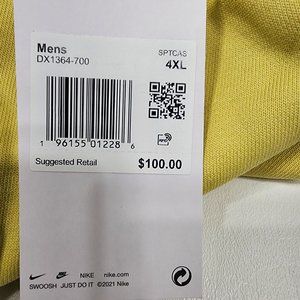 Mens
SPTCAS
DX1364-700
4XL
1 96155 01228 6
Suggested Retail
$100.00
NIKE nike.com
SWOOSH JUST DO IT ©2021 Nike